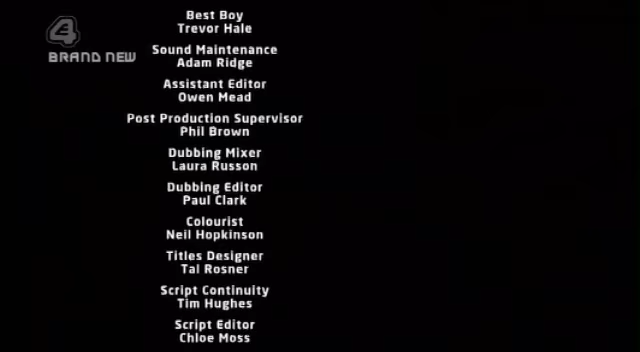 4
BRAND NEW
Best Boy
Trevor Hale
Sound Maintenance
Adam Ridge
Assistant Editor
Owen Mead
Post Production Supervisor
Phil Brown
Dubbing Mixer
Laura Russon
Dubbing Editor
Paul Clark
Colourist
Neil Hopkinson
Titles Designer
Tal Rosner
Script Continuity
Tim Hughes
Script Editor
Chloe Moss